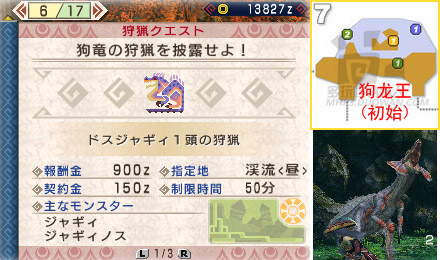 6 / 17
13827z
狩猟クエスト
狗竜の狩猟を披露せよ！
ドスジャギィ１頭の狩猟
報酬金 900z
指定地 渓流<昼>
契約金 150z
制限時間 50分
主なモンスター
ジャギィ
ジャギィノス
L 1/3 R
7
2
1
1
1
狗龙王
(初始)
2